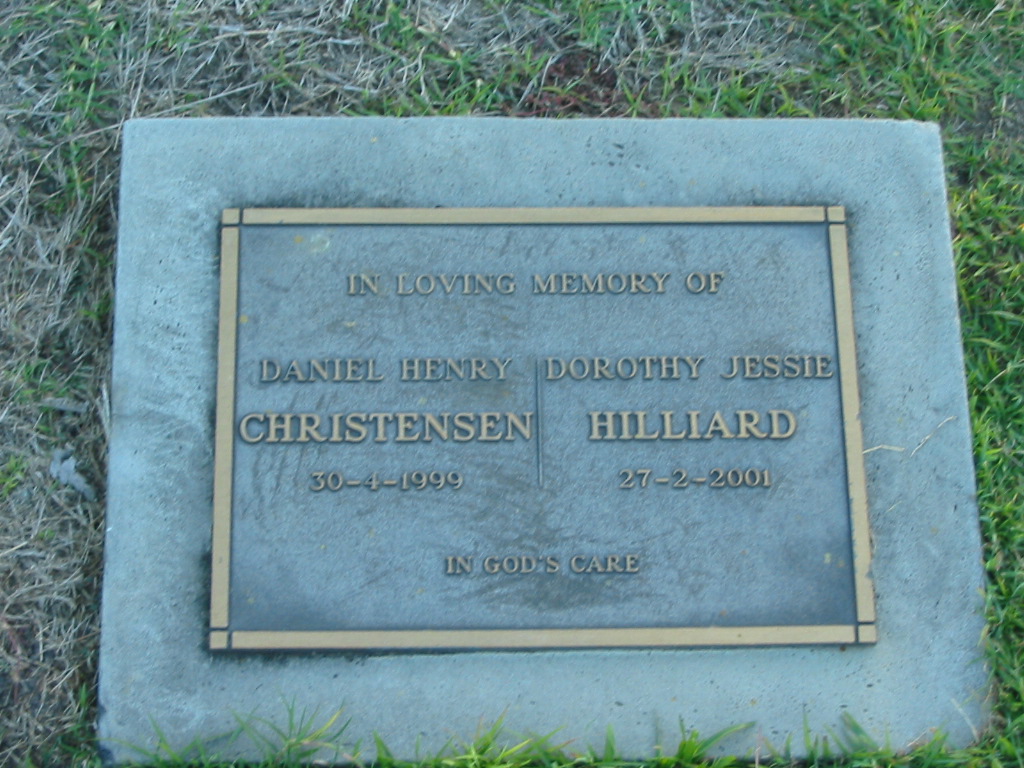 IN LOVING MEMORY OF
DANIEL HENRY
CHRISTENSEN
30-4-1999
DOROTHY JESSIE
HILLIARD
27-2-2001
IN GOD'S CARE